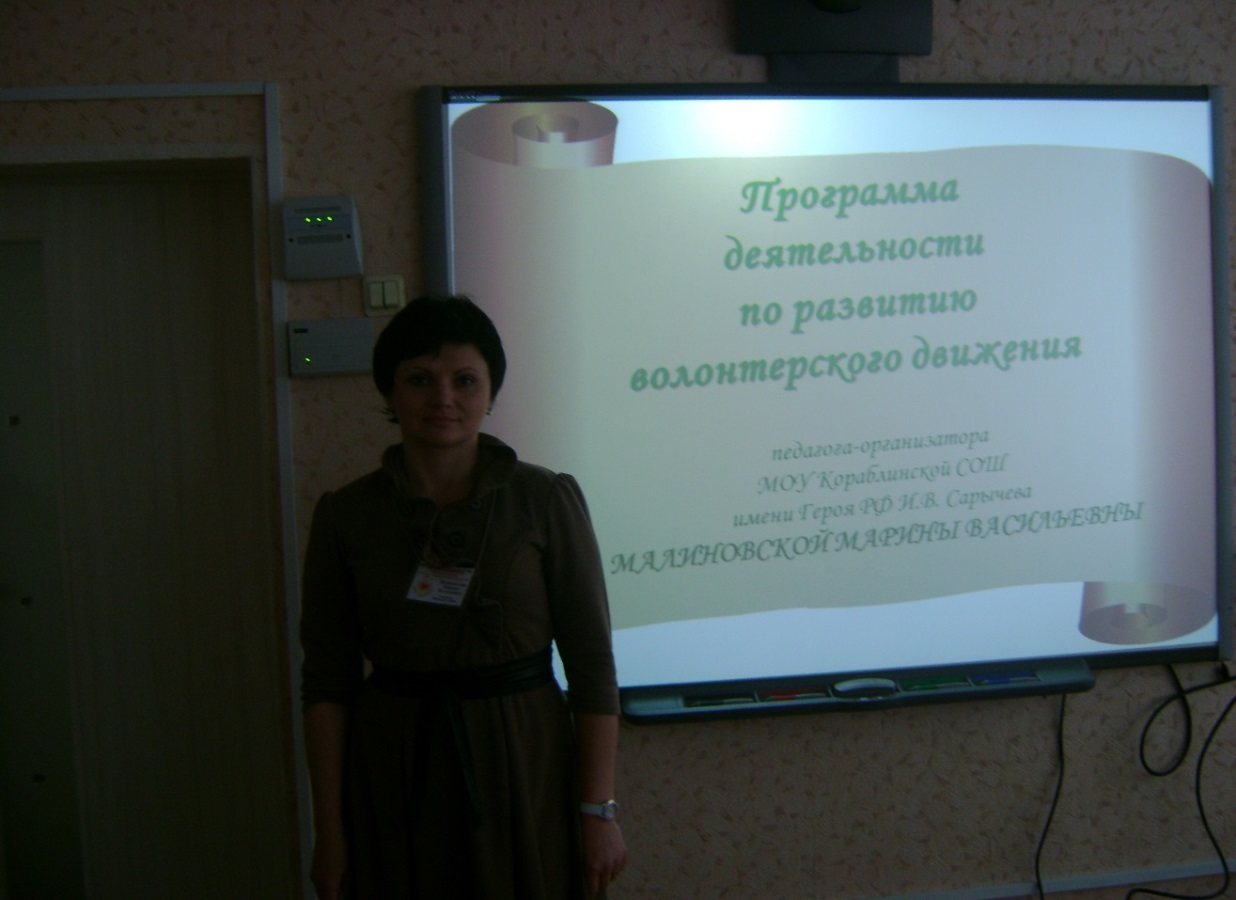 Программа
деятельности
по развитию
волонтерского движения
педагога-организатора
МОУ Кораблинской СОШ
имени Героя РФ И.В. Сарычева
МАЛИНОВСКОЙ МАРИНЫ ВАСИЛЬЕВНЫ